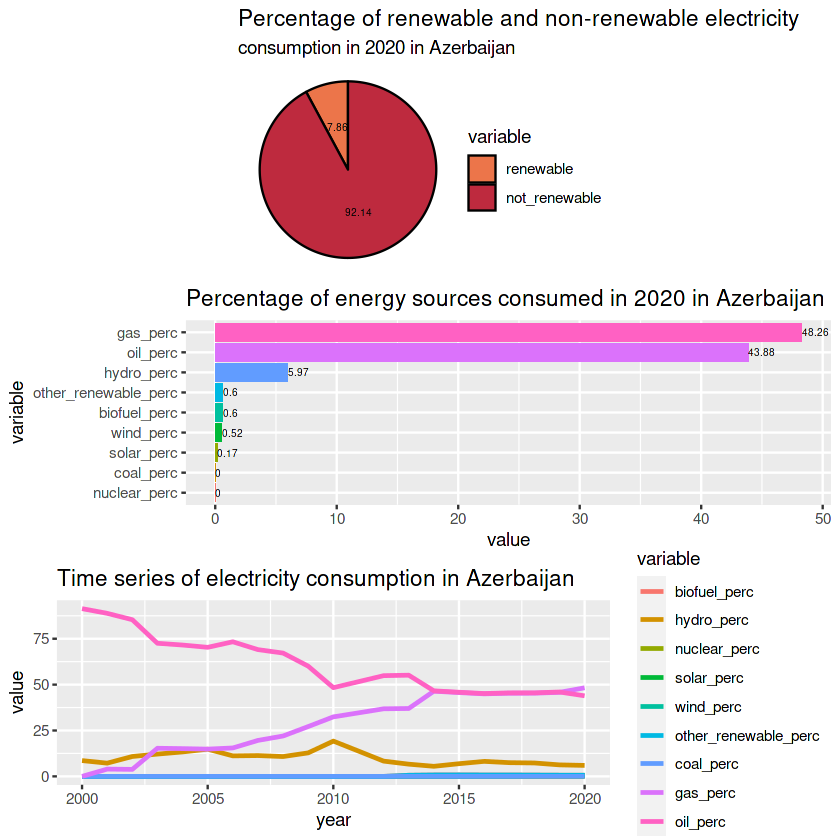 Percentage of renewable and non-renewable electricity
consumption in 2020 in Azerbaijan
7.86
92.14
variable
renewable
not_renewable
Percentage of energy sources consumed in 2020 in Azerbaijan
variable
gas_perc
48.26
oil_perc
43.88
hydro_perc
5.97
other_renewable_perc
0.6
biofuel_perc
0.6
wind_perc
0.52
solar_perc
0.17
coal_perc
0
nuclear_perc
0
0 10 20 30 40 50
value
Time series of electricity consumption in Azerbaijan
value
75
50
25
0
2000 2005 2010 2015 2020
year
variable
biofuel_perc
hydro_perc
nuclear_perc
solar_perc
wind_perc
other_renewable_perc
coal_perc
gas_perc
oil_perc